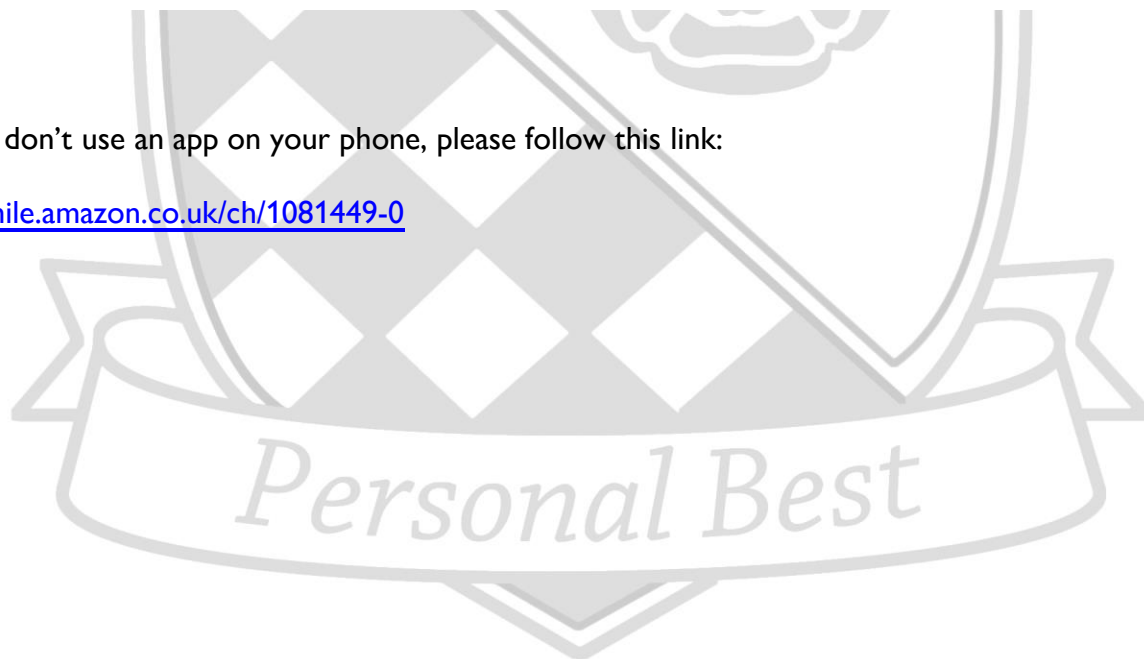 don’t use an app on your phone, please follow this link:
mile.amazon.co.uk/ch/1081449-0
Personal Best